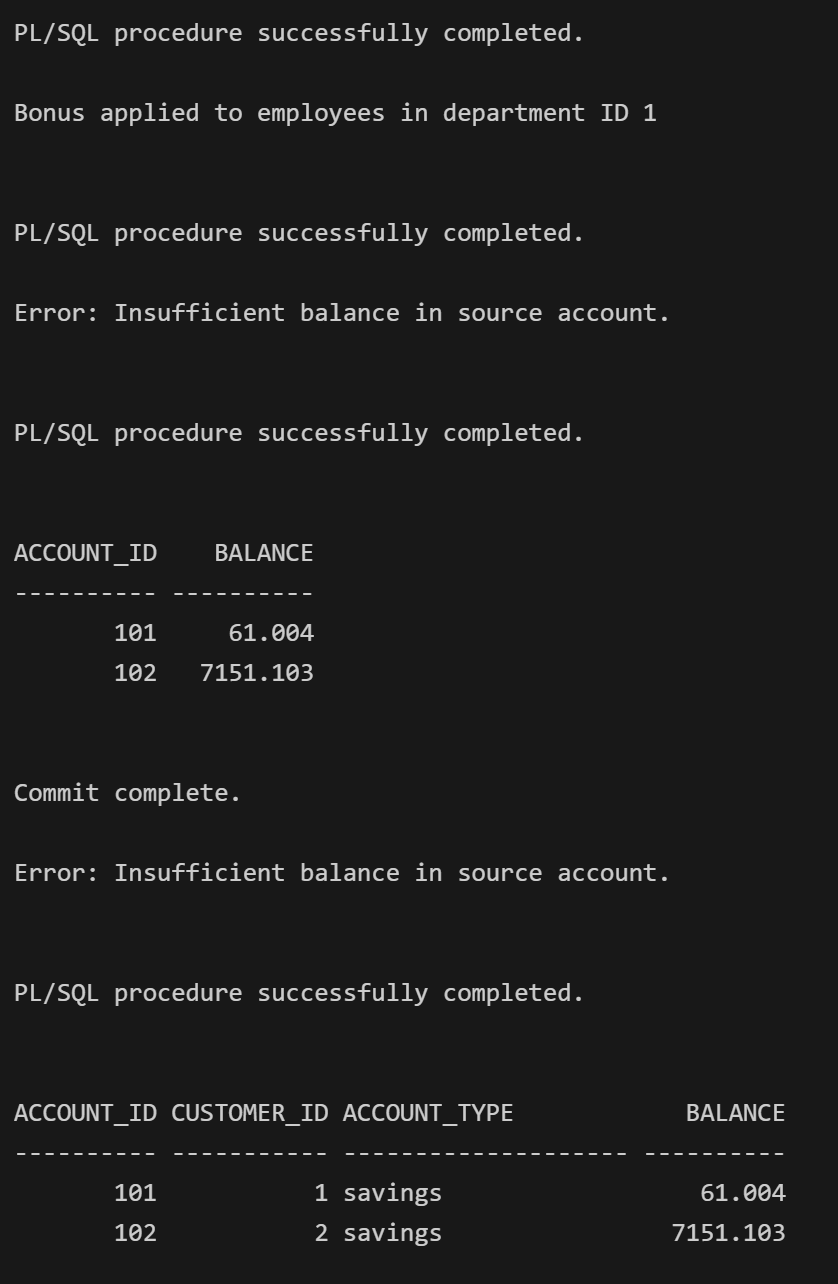 PL/SQL procedure successfully completed.
Bonus applied to employees in department ID 1
PL/SQL procedure successfully completed.
Error: Insufficient balance in source account.
PL/SQL procedure successfully completed.
ACCOUNT_ID    BALANCE
---------- ----------
       101     61.004
       102   7151.103
Commit complete.
Error: Insufficient balance in source account.
PL/SQL procedure successfully completed.
ACCOUNT_ID CUSTOMER_ID ACCOUNT_TYPE            BALANCE
---------- ----------- -------------------- ----------
       101           1 savings                  61.004
       102           2 savings                7151.103